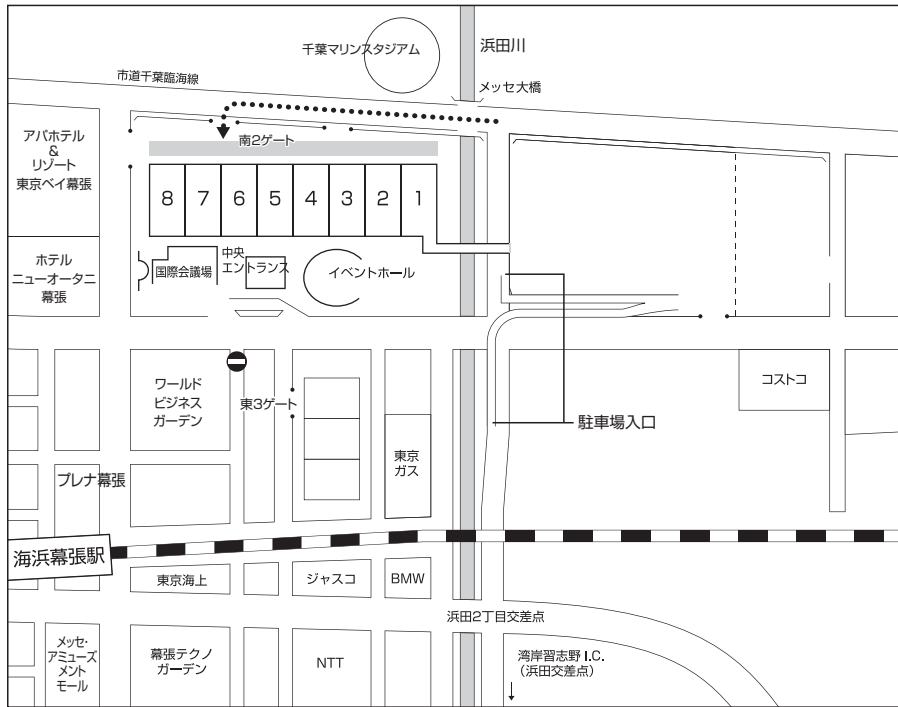 千葉マリンスタジアム
浜田川
市道千葉臨海線
メッセ大橋
アパホテル
&
リゾート
東京ベイ幕張
南2ゲート
8 7 6 5 4 3 2 1
ホテル
ニューオータニ
幕張
国際会議場
中央
エントランス
イベントホール
ワールド
ビジネス
ガーデン
東3ゲート
コストコ
駐車場入口
東京
ガス
プレナ幕張
海浜幕張駅
東京海上
ジャスコ
BMW
浜田2丁目交差点
メッセ・
アミューズ
メント
モール
幕張テクノ
ガーデン
NTT
湾岸習志野 I.C.
(浜田交差点)